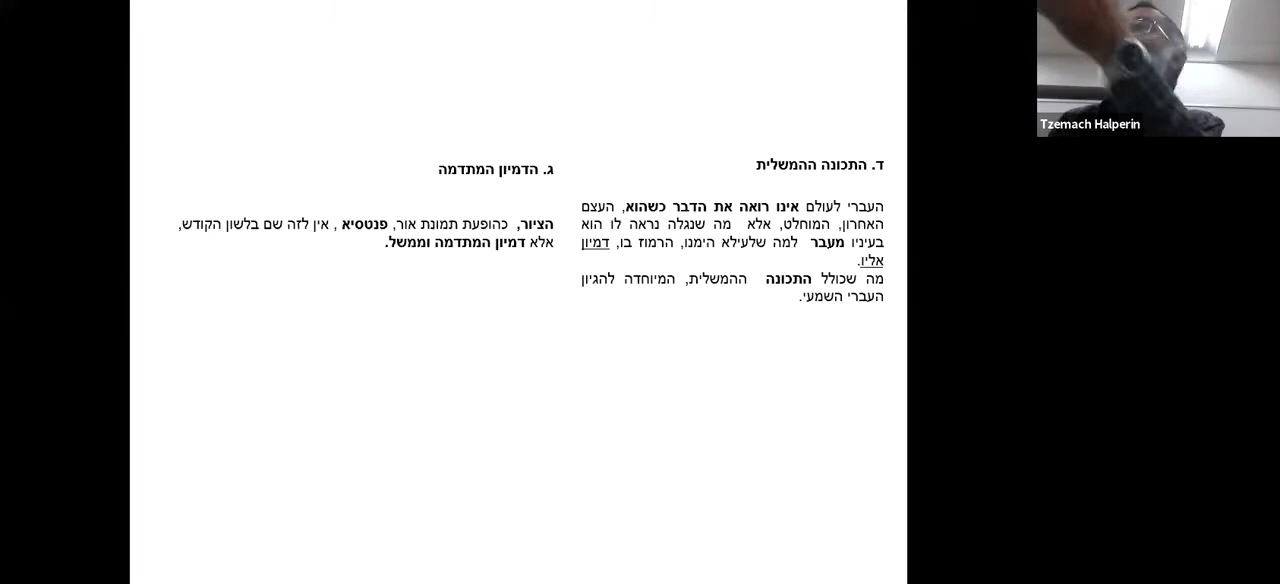 ד. התכונה ההמשלית
העברי לעולם אינו רואה את הדבר כשהוא, העצם
האחרון, המוחלט, אלא מה שנגלה נראה לו הוא
בעיניו מעבר למה שלעילא הימנו, הרמוז בו, דמיון
אליו.
מה שכולל התכונה ההמשלית, המיוחדה להגיון
העברי השמעי.
ג. הדמיון המתדמה
הציור, כהופעת תמונת אור, פנטסיא , אין לזה שם בלשון הקודש,
אלא דמיון המתדמה וממשל.
Tzemach Halperin